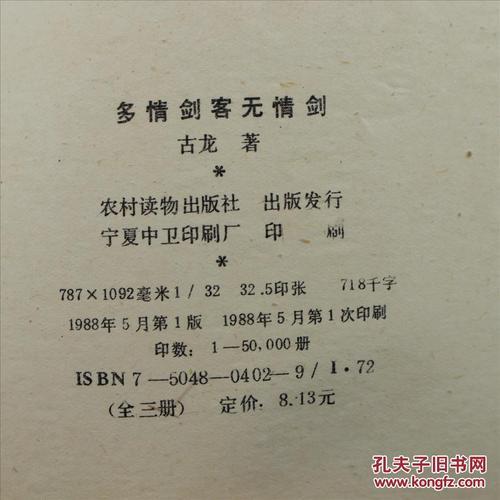 多情剑客无情剑
古龙 著
*
农村读物出版社 出版发行
宁夏中卫印刷厂 印 刷
*
787×1092毫米1/32 32.5印张 718千字
1988年5月第1版 1988年5月第1次印刷
印数: 1—50,000册
ISBN7—5048—0402—9/I·72
(全三册) 定价: 8.13元
孔夫子旧书网
www.kongfz.com